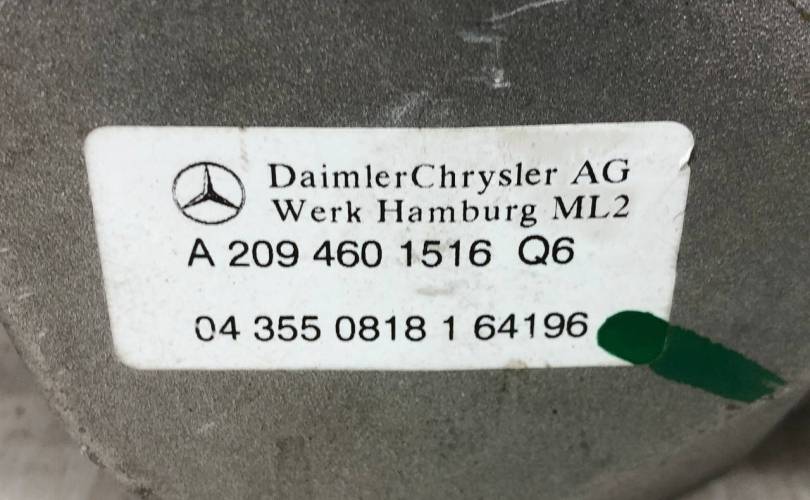 DaimlerChrysler AG
Werk Hamburg ML2
A 209 460 1516 Q6
04 355 0818 1 64196